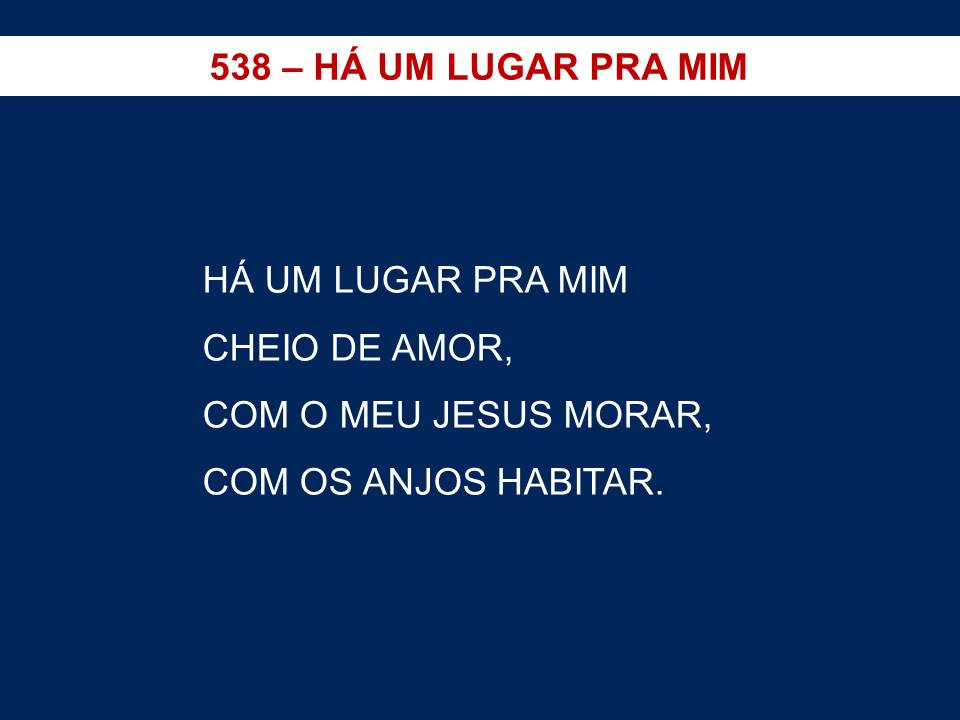 538 – HÁ UM LUGAR PRA MIM
HÁ UM LUGAR PRA MIM
CHEIO DE AMOR,
COM O MEU JESUS MORAR,
COM OS ANJOS HABITAR.